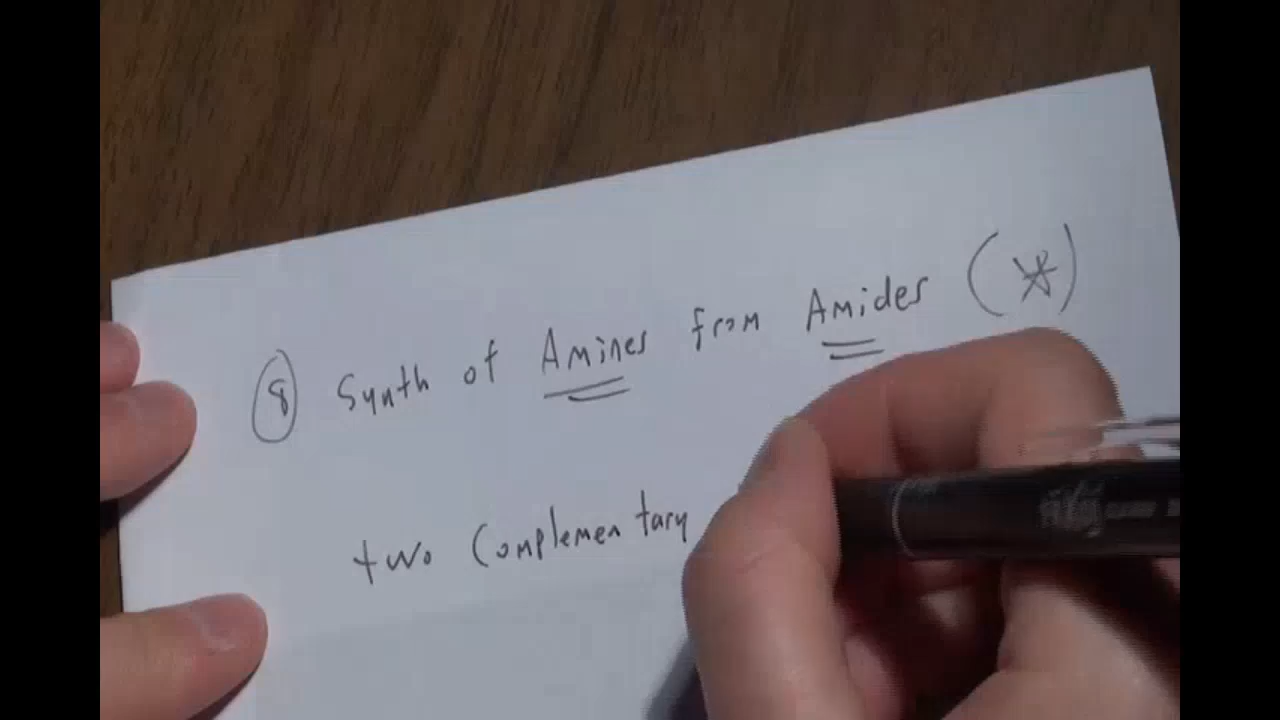 8 Synth of Amines from Amides (*)
two Complementary